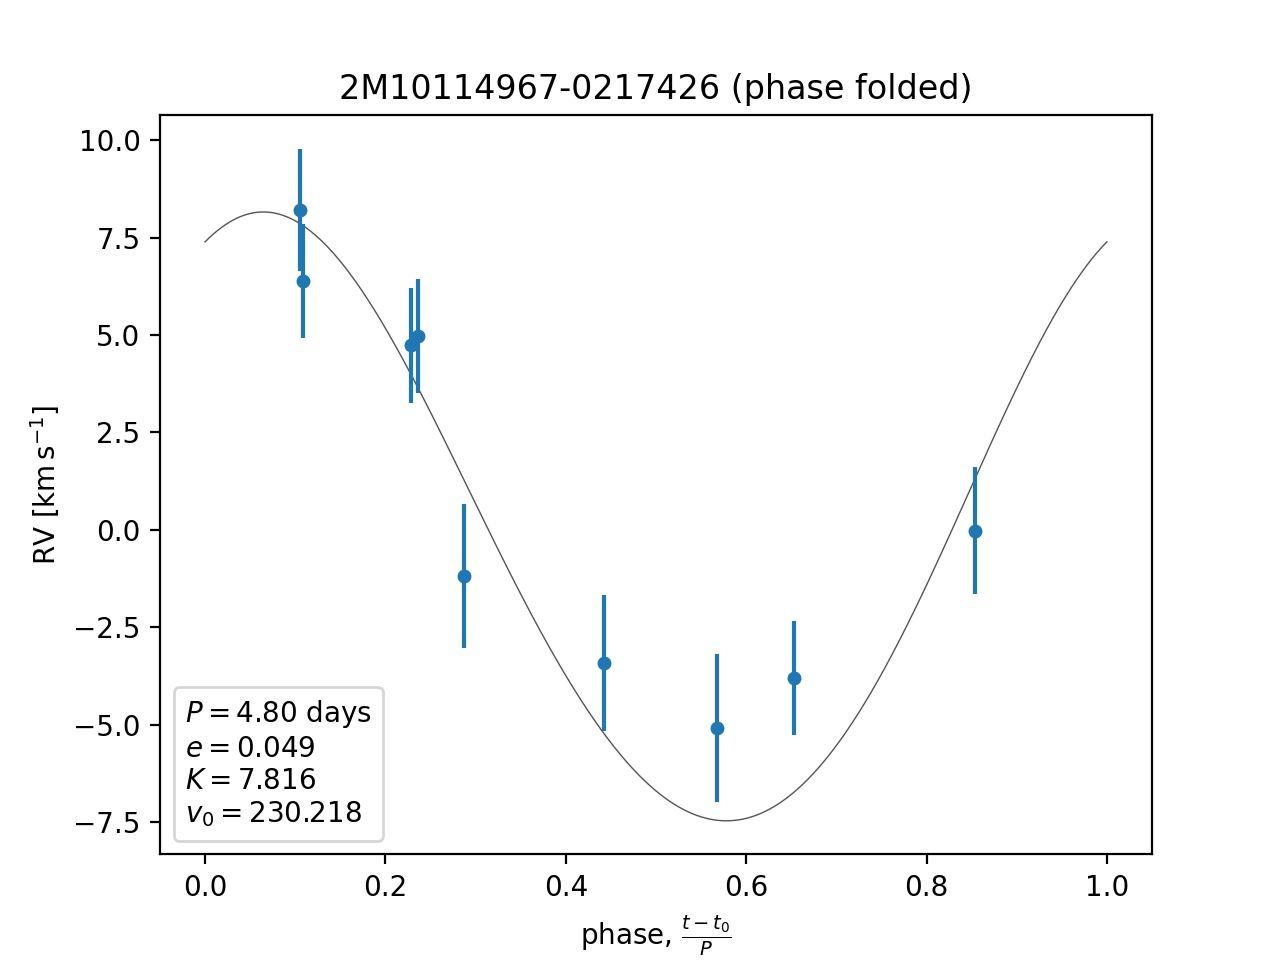 2M10114967-0217426 (phase folded)
RV [km s⁻¹]
10.0
7.5
5.0
2.5
0.0
−2.5
−5.0
−7.5
P = 4.80 days
e = 0.049
K = 7.816
v₀ = 230.218
0.0 0.2 0.4 0.6 0.8 1.0
phase, (t − t₀)/P